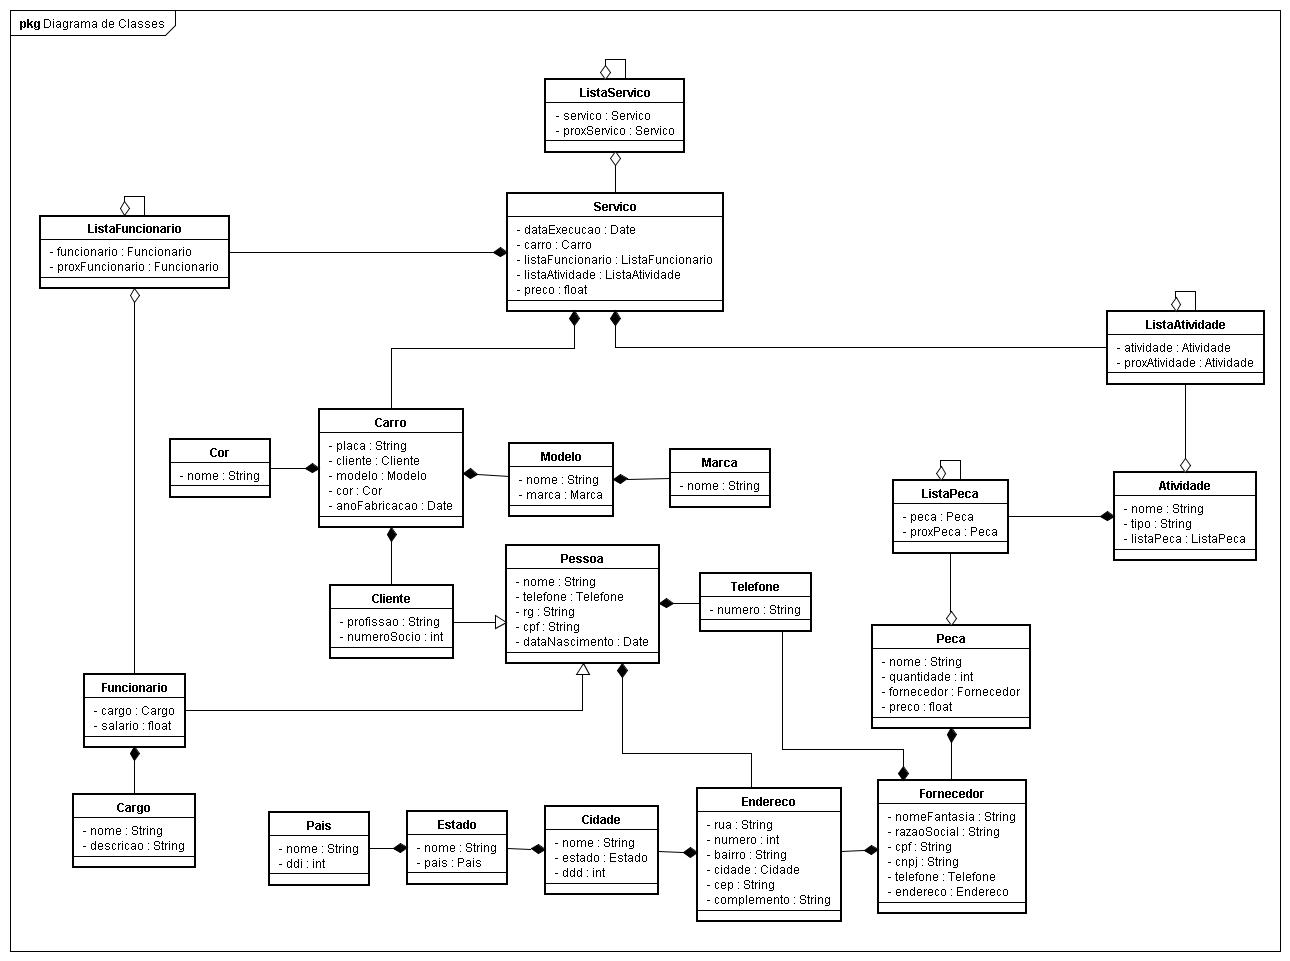 pkg Diagrama de Classes
ListaServico
- servico : Servico
- proxServico : Servico
Servico
- dataExecucao : Date
- carro : Carro
- listaFuncionario : ListaFuncionario
- listaAtividade : ListaAtividade
- preco : float
ListaFuncionario
- funcionario : Funcionario
- proxFuncionario : Funcionario
ListaAtividade
- atividade : Atividade
- proxAtividade : Atividade
Carro
- placa : String
- cliente : Cliente
- modelo : Modelo
- cor : Cor
- anoFabricacao : Date
Cor
- nome : String
Modelo
- nome : String
- marca : Marca
Marca
- nome : String
ListaPeca
- peca : Peca
- proxPeca : Peca
Atividade
- nome : String
- tipo : String
- listaPeca : ListaPeca
Pessoa
- nome : String
- telefone : Telefone
- rg : String
- cpf : String
- dataNascimento : Date
Telefone
- numero : String
Cliente
- profissao : String
- numeroSocio : int
Peca
- nome : String
- quantidade : int
- fornecedor : Fornecedor
- preco : float
Funcionario
- cargo : Cargo
- salario : float
Cargo
- nome : String
- descricao : String
Pais
- nome : String
- ddi : int
Estado
- nome : String
- pais : Pais
Cidade
- nome : String
- estado : Estado
- ddd : int
Endereco
- rua : String
- numero : int
- bairro : String
- cidade : Cidade
- cep : String
- complemento : String
Fornecedor
- nomeFantasia : String
- razaoSocial : String
- cpf : String
- cnpj : String
- telefone : Telefone
- endereco : Endereco